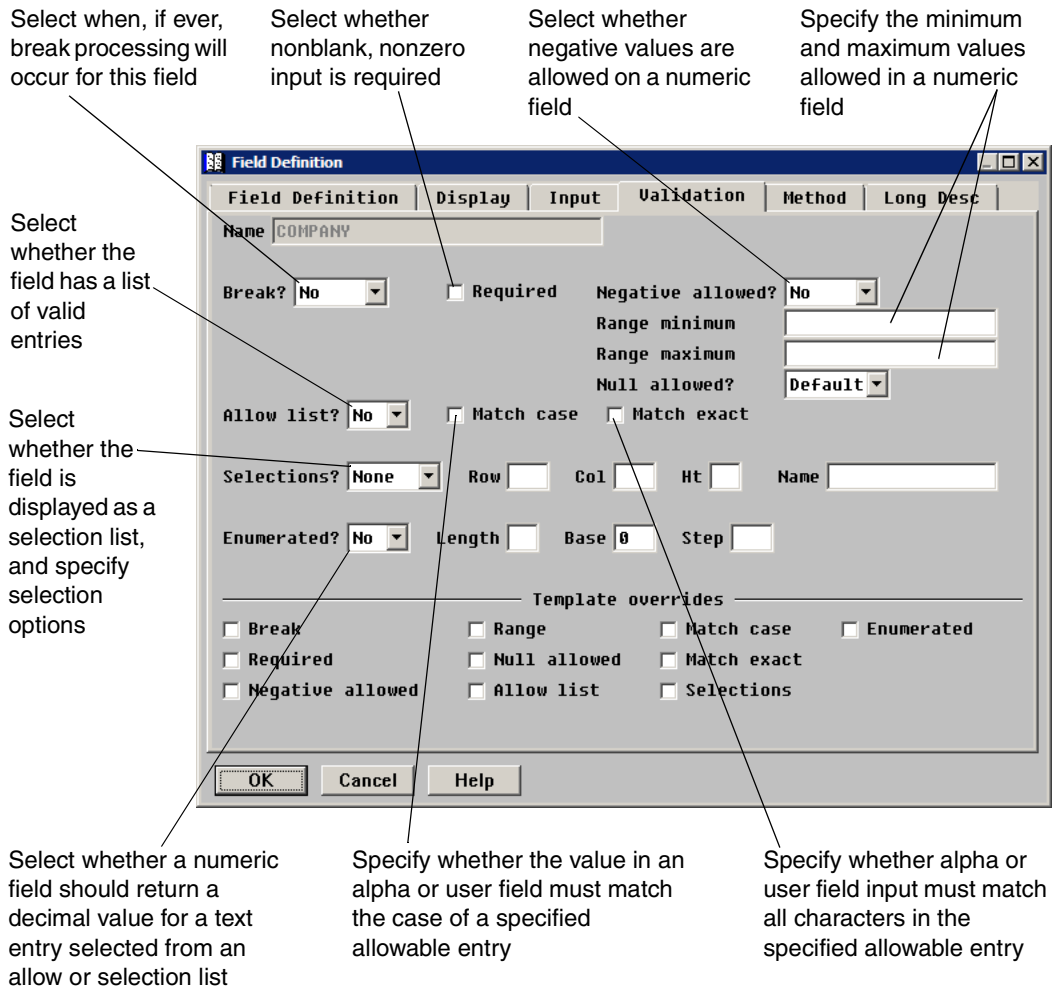 Select when, if ever,
break processing will
occur for this field
Select whether
nonblank, nonzero
input is required
Select whether
negative values are
allowed on a numeric
field
Specify the minimum
and maximum values
allowed in a numeric
field
Select
whether the
field has a list
of valid
entries
Select
whether the
field is
displayed as a
selection list,
and specify
selection
options
Field Definition
Field Definition Display Input Validation Method Long Desc
Name COMPANY
Break? No Required Negative allowed? No
Range minimum
Range maximum
Null allowed? Default
Allow list? No Match case Match exact
Selections? None Row Col Ht Name
Enumerated? No Length Base 0 Step
Template overrides
Break Range Match case Enumerated
Required Null allowed Match exact
Negative allowed Allow list Selections
OK Cancel Help
Select whether a numeric
field should return a
decimal value for a text
entry selected from an
allow or selection list
Specify whether the value in an
alpha or user field must match
the case of a specified
allowable entry
Specify whether alpha or
user field input must match
all characters in the
specified allowable entry